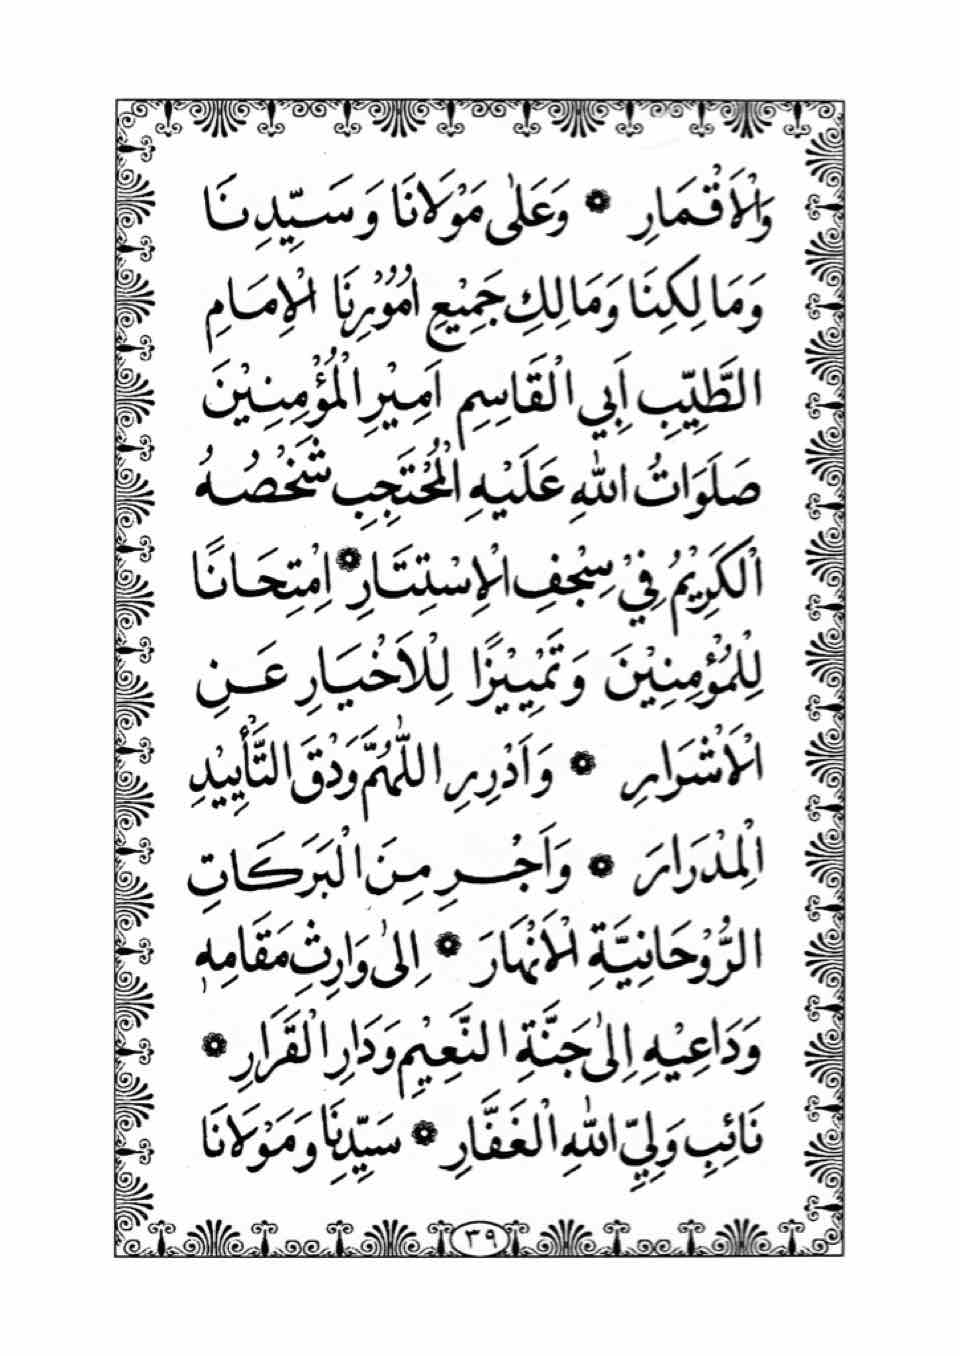 وَالْاَقْمَارِ ۞ وَعَلٰى مَوْلَانَا وَسَيِّدِنَا
وَمَالِكِنَا وَمَالِكِ جَمِيْعِ اُمُوْرِنَا الْاِمَامِ
الطَّيِّبِ اَبِي الْقَاسِمِ اَمِيْرِ الْمُؤْمِنِيْنَ
صَلَوَاتُ اللهِ عَلَيْهِ الْمُحْتَجِبِ شَخْصُهُ
الْكَرِيْمُ فِيْ سِجْفِ الْاِسْتِتَارِ ۞ اِمْتِحَانًا
لِلْمُؤْمِنِيْنَ وَتَمْيِيْزًا لِلْاَخْيَارِ عَنِ
الْاَشْرَارِ ۞ وَاَدْرِرِ اللّٰهُمَّ وَدْقَ التَّأْيِيْدِ
الْمِدْرَارَ ۞ وَاَجْرِ مِنَ الْبَرَكَاتِ
الرُّوْحَانِيَّةِ الْاَنْهَارَ ۞ اِلٰى وَارِثِ مَقَامِهٖ
وَدَاعِيْهِ اِلٰى جَنَّةِ النَّعِيْمِ وَدَارِ الْقَرَارِ ۞
نَائِبِ وَلِيِّ اللهِ الْغَفَّارِ ۞ سَيِّدِنَا وَمَوْلَانَا
٣٩